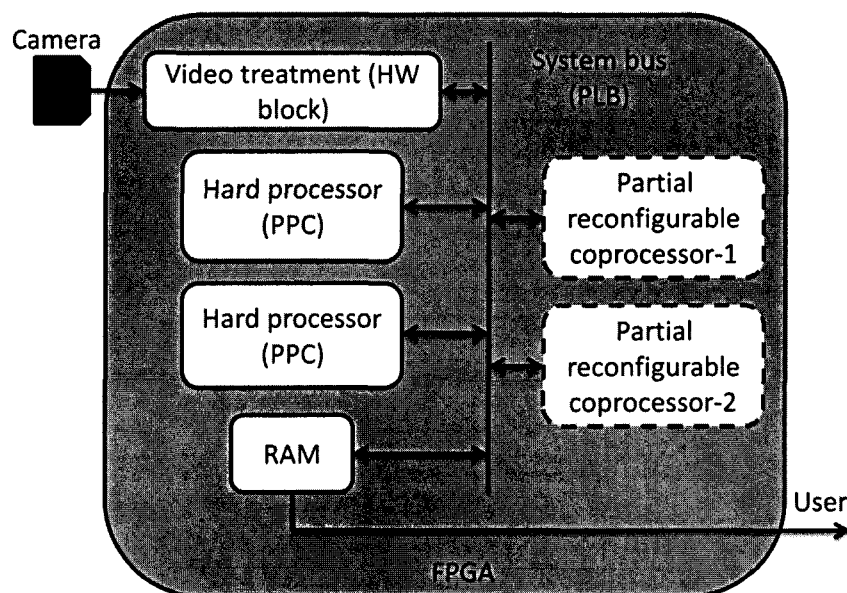 Camera
Video treatment (HW
block)
System bus
(PLB)
Hard processor
(PPC)
Partial
reconfigurable
coprocessor-1
Hard processor
(PPC)
Partial
reconfigurable
coprocessor-2
RAM
User
FPGA